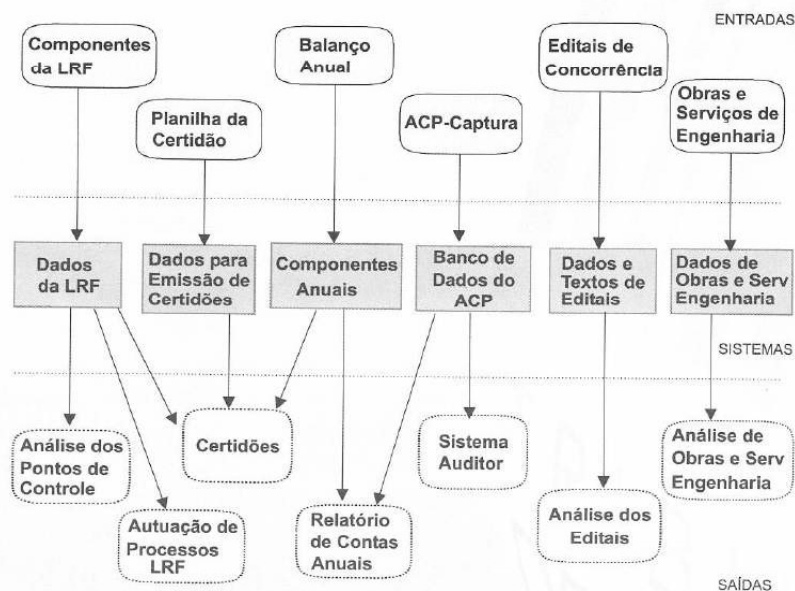 ENTRADAS
Componentes
da LRF
Balanço
Anual
Editais de
Concorrência
Planilha da
Certidão
ACP-Captura
Obras e
Serviços de
Engenharia
Dados
da LRF
Dados para
Emissão de
Certidões
Componentes
Anuais
Banco de
Dados do
ACP
Dados e
Textos de
Editais
Dados de
Obras e Serv
Engenharia
SISTEMAS
Análise dos
Pontos de
Controle
Certidões
Sistema
Auditor
Análise de
Obras e Serv
Engenharia
Autuação de
Processos
LRF
Relatório
de Contas
Anuais
Análise dos
Editais
SAÍDAS